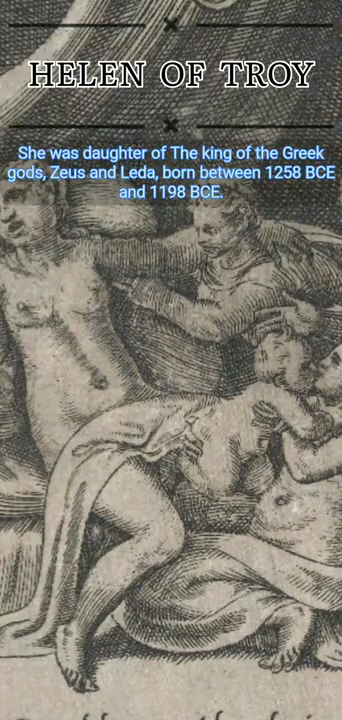 HELEN OF TROY
She was daughter of The king of the Greek
gods, Zeus and Leda, born between 1258 BCE
and 1198 BCE.